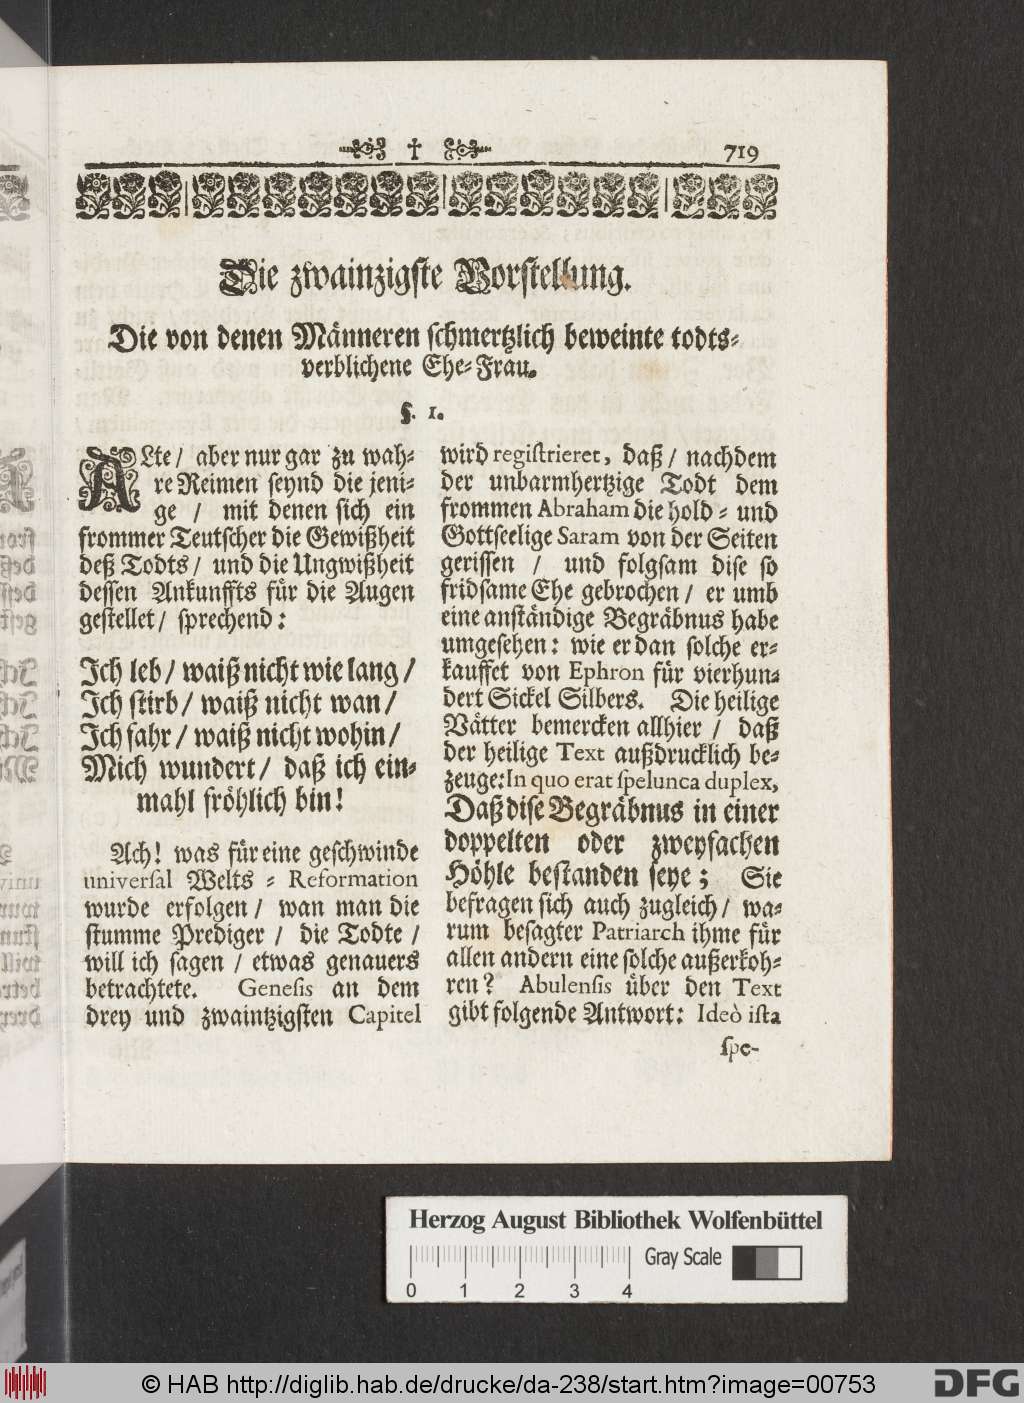 719
Die zwainzigste Vorstellung.
Die von denen Männeren schmertzlich beweinte todts-
verblichene Ehe-Frau.
§. 1.
ALte / aber nur gar zu wah-
re Reimen seynd die jeni-
ge / mit denen sich ein
frommer Teutscher die Gewißheit
deß Todts / und die Ungwißheit
dessen Ankunffts für die Augen
gestellet / sprechend:
Ich leb / waiß nicht wie lang /
Ich stirb / waiß nicht wan /
Ich fahr / waiß nicht wohin /
Mich wundert / daß ich ein-
mahl fröhlich bin!
Ach! was für eine geschwinde
universal Welts-Reformation
wurde erfolgen / wan man die
stumme Prediger / die Todte /
will ich sagen / etwas genauers
betrachtete. Genesis an dem
drey und zwaintzigsten Capitel
wird registrieret, daß / nachdem
der unbarmhertzige Todt dem
frommen Abraham die hold- und
Gottseelige Saram von der Seiten
gerissen / und folgsam dise so
fridsame Ehe gebrochen / er umb
eine anständige Begräbnus habe
umgesehen: wie er dan solche er-
kauffet von Ephron für vierhun-
dert Sickel Silbers. Die heilige
Vätter bemercken allhier / daß
der heilige Text außdrucklich be-
zeuge: In quo erat spelunca duplex,
Daß dise Begräbnus in einer
doppelten oder zweyfachen
Höhle bestanden seye; Sie
befragen sich auch zugleich / wa-
rum besagter Patriarch ihme für
allen andern eine solche außerkoh-
ren? Abulensis über den Text
gibt folgende Antwort: Ideò ista
spe-
Herzog August Bibliothek Wolfenbüttel
Gray Scale
0 1 2 3 4
© HAB http://diglib.hab.de/drucke/da-238/start.htm?image=00753
DFG